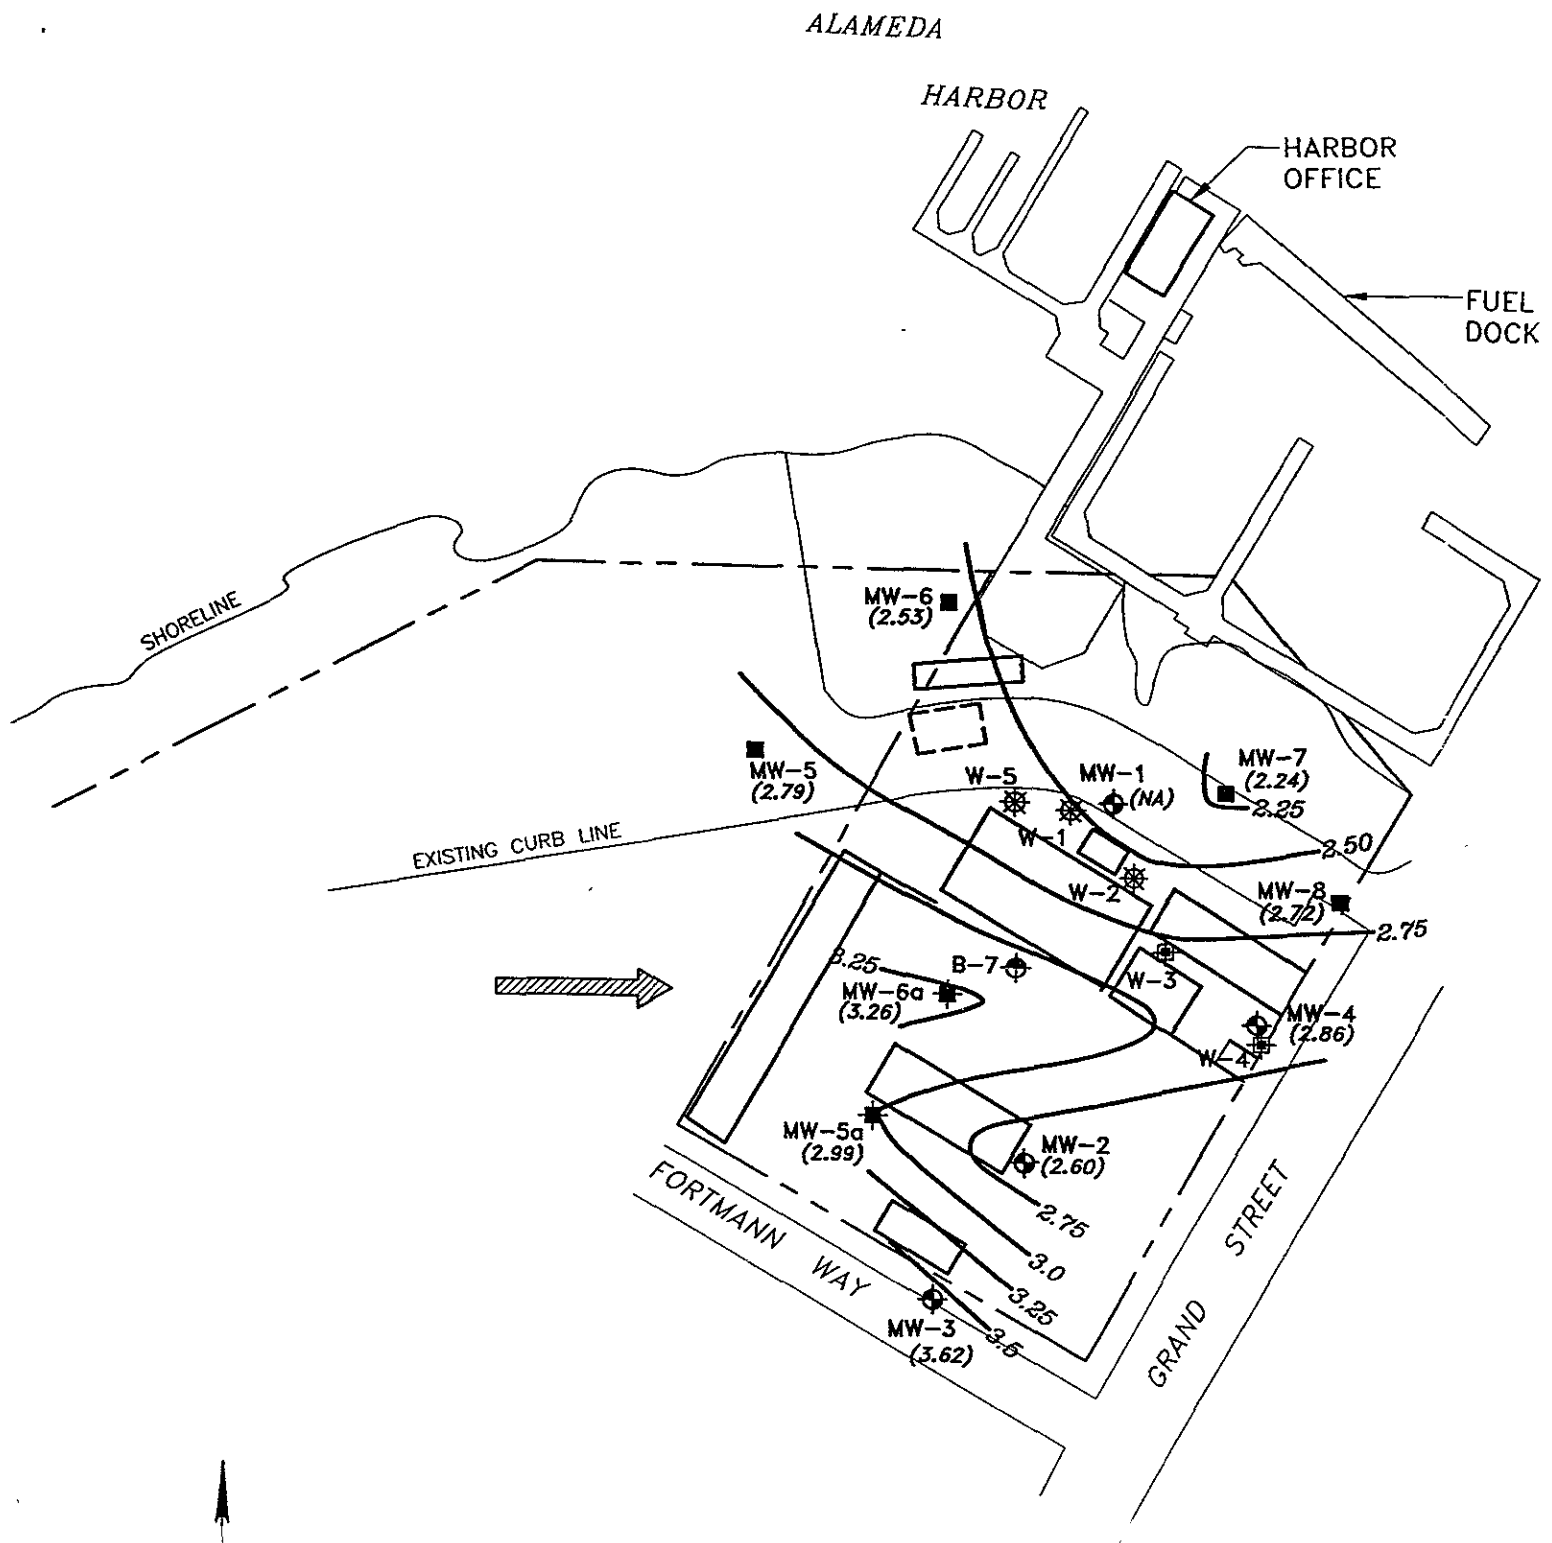 ALAMEDA
HARBOR
HARBOR
OFFICE
FUEL
DOCK
SHORELINE
MW-6
(2.53)
MW-5
(2.79)
W-5
MW-1
(NA)
MW-7
(2.24)
2.25
EXISTING CURB LINE
W-1
2.50
W-2
MW-8
(2.72)
2.75
3.25
B-7
W-3
MW-6a
(3.26)
MW-4
(2.86)
W-4
MW-5a
(2.99)
MW-2
(2.60)
2.75
3.0
3.25
3.5
MW-3
(3.62)
FORTMANN WAY
GRAND STREET